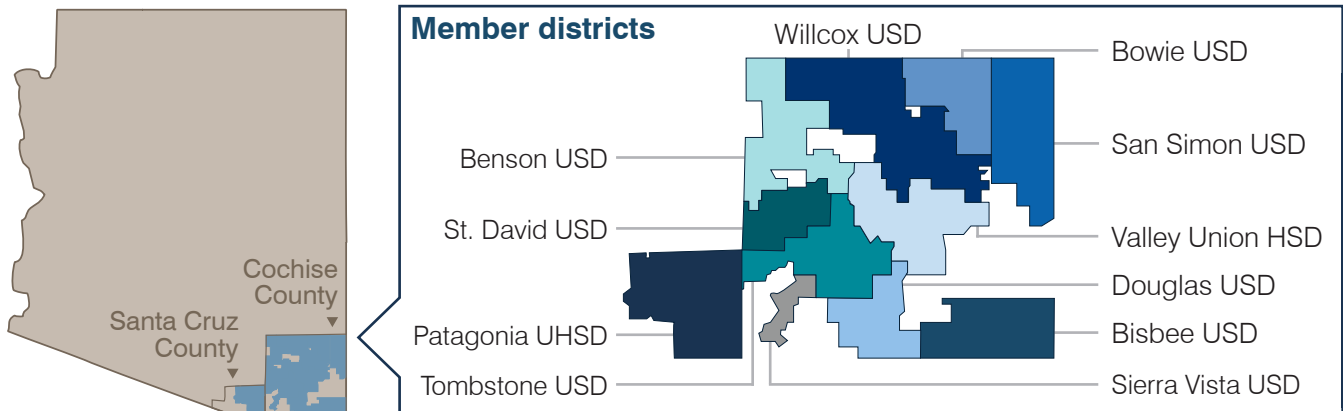 Member districts
Willcox USD
Bowie USD
San Simon USD
Benson USD
St. David USD
Valley Union HSD
Cochise
County
Douglas USD
Santa Cruz
County
Patagonia UHSD
Bisbee USD
Tombstone USD
Sierra Vista USD